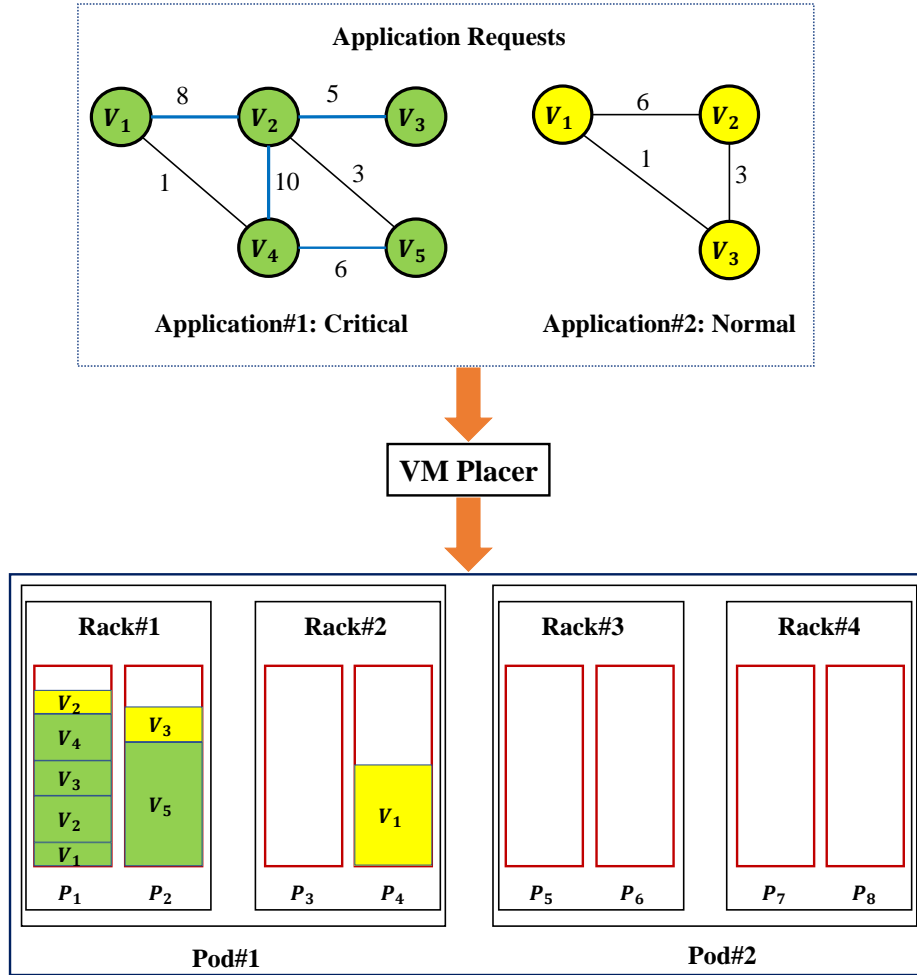 Application Requests
8
5
V1
V2
V3
1
10
3
V4
V5
6
6
V1
V2
1
3
V3
Application#1: Critical
Application#2: Normal
VM Placer
Rack#1
Rack#2
Rack#3
Rack#4
V2
V4
V3
V2
V1
V3
V5
V1
P1
P2
P3
P4
P5
P6
P7
P8
Pod#1
Pod#2